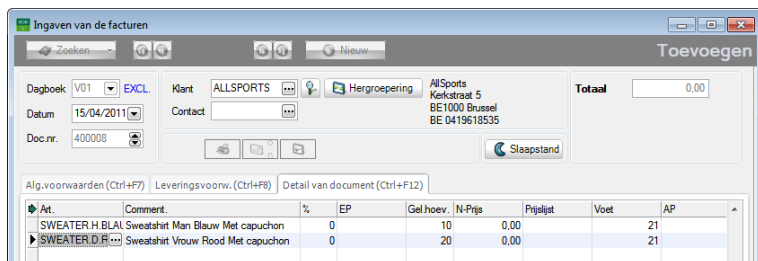 Ingaven van de facturen
Zoeken Nieuw Toevoegen
Dagboek V01 EXCL. Klant ALLSPORTS ... Hergroepering AllSports Totaal 0,00
Kerkstraat 5
Datum 15/04/2011 Contact ... BE1000 Brussel
BE 0419618535
Doc.nr. 400008 Slaapstand
Alg.voorwaarden (Ctrl+F7) Leveringsvoorw. (Ctrl+F8) Detail van document (Ctrl+F12)
Art. Comment. % EP Gel.hoev. N-Prijs Prijslijst Voet AP
SWEATER.H.BLAU Sweatshirt Man Blauw Met capuchon 0 10 0,00 21
SWEATER.D.R ... Sweatshirt Vrouw Rood Met capuchon 0 20 0,00 21